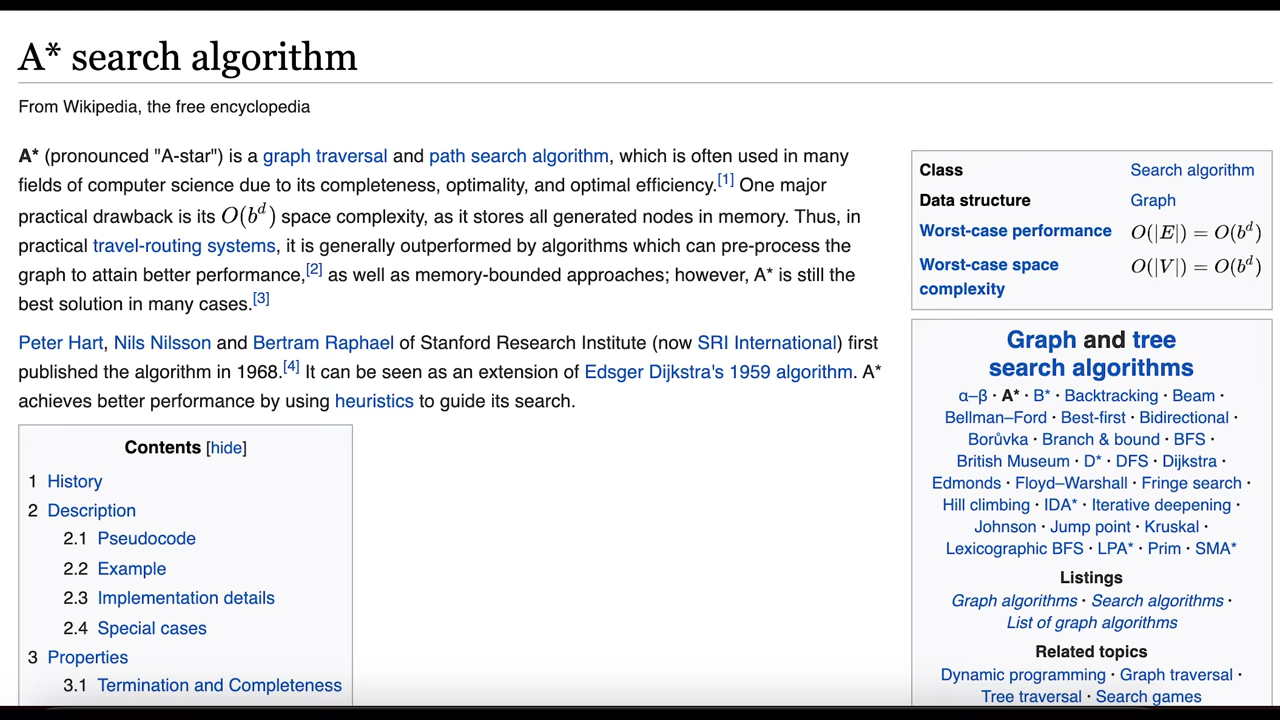 A* search algorithm
From Wikipedia, the free encyclopedia
A* (pronounced "A-star") is a graph traversal and path search algorithm, which is often used in many
fields of computer science due to its completeness, optimality, and optimal efficiency.[1] One major
practical drawback is its O(b^d) space complexity, as it stores all generated nodes in memory. Thus, in
practical travel-routing systems, it is generally outperformed by algorithms which can pre-process the
graph to attain better performance,[2] as well as memory-bounded approaches; however, A* is still the
best solution in many cases.[3]
Peter Hart, Nils Nilsson and Bertram Raphael of Stanford Research Institute (now SRI International) first
published the algorithm in 1968.[4] It can be seen as an extension of Edsger Dijkstra's 1959 algorithm. A*
achieves better performance by using heuristics to guide its search.
Contents [hide]
1 History
2 Description
2.1 Pseudocode
2.2 Example
2.3 Implementation details
2.4 Special cases
3 Properties
3.1 Termination and Completeness
Class Search algorithm
Data structure Graph
Worst-case performance O(|E|) = O(b^d)
Worst-case space O(|V|) = O(b^d)
complexity
Graph and tree
search algorithms
α–β · A* · B* · Backtracking · Beam ·
Bellman–Ford · Best-first · Bidirectional ·
Borůvka · Branch & bound · BFS ·
British Museum · D* · DFS · Dijkstra ·
Edmonds · Floyd–Warshall · Fringe search ·
Hill climbing · IDA* · Iterative deepening ·
Johnson · Jump point · Kruskal ·
Lexicographic BFS · LPA* · Prim · SMA*
Listings
Graph algorithms · Search algorithms ·
List of graph algorithms
Related topics
Dynamic programming · Graph traversal ·
Tree traversal · Search games